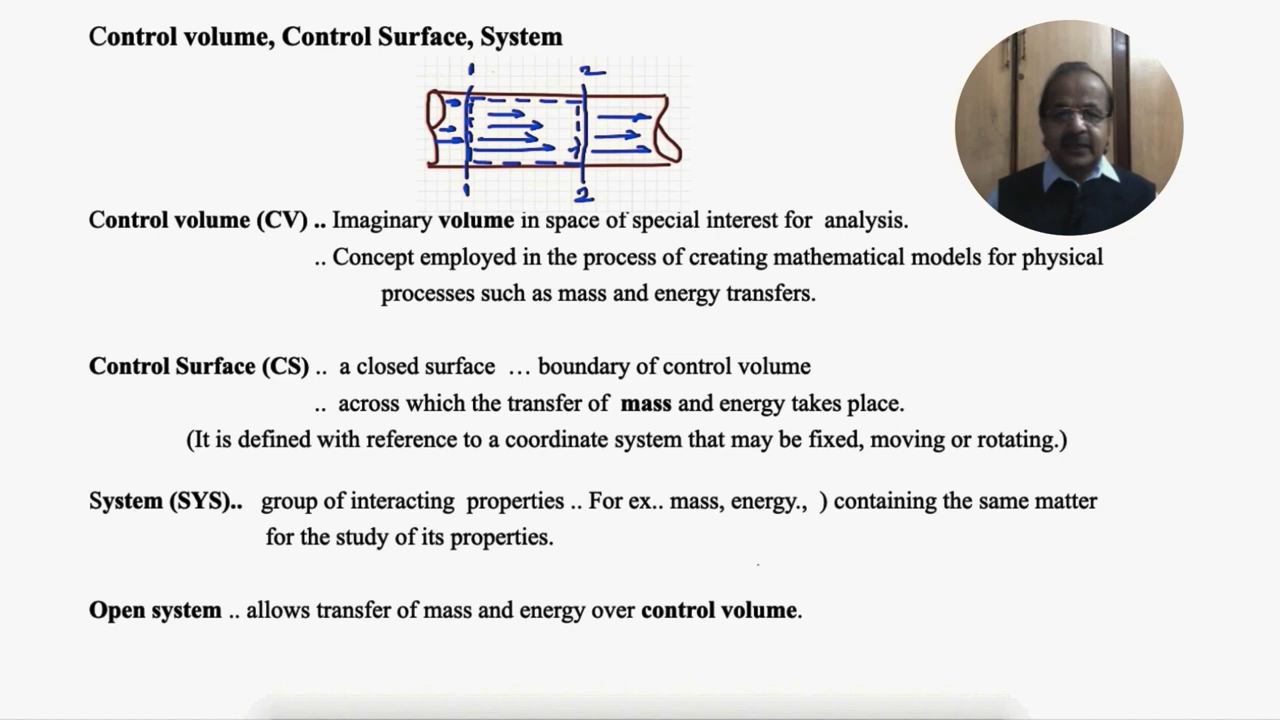 Control volume, Control Surface, System
1 2
1 2
Control volume (CV) .. Imaginary volume in space of special interest for analysis.
.. Concept employed in the process of creating mathematical models for physical
processes such as mass and energy transfers.
Control Surface (CS) .. a closed surface … boundary of control volume
.. across which the transfer of mass and energy takes place.
(It is defined with reference to a coordinate system that may be fixed, moving or rotating.)
System (SYS).. group of interacting properties .. For ex.. mass, energy., ) containing the same matter
for the study of its properties.
Open system .. allows transfer of mass and energy over control volume.